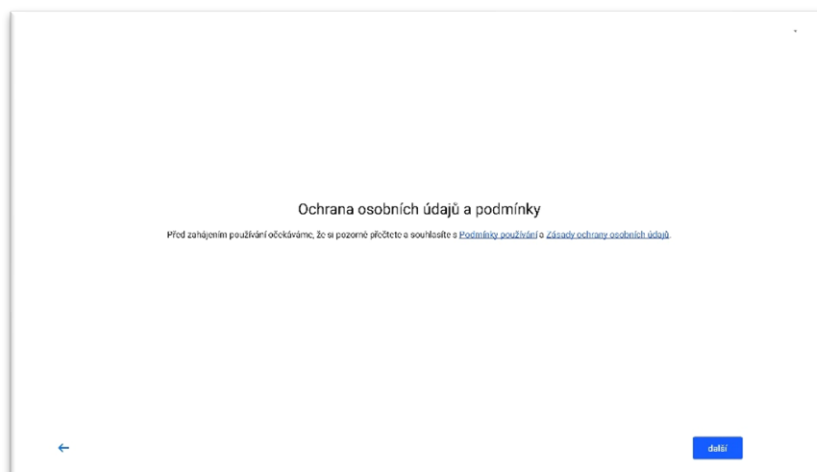 Ochrana osobních údajů a podmínky
Před zahájením používání očekáváme, že si pozorně přečtete a souhlasíte s Podmínky používání a Zásady ochrany osobních údajů.
další